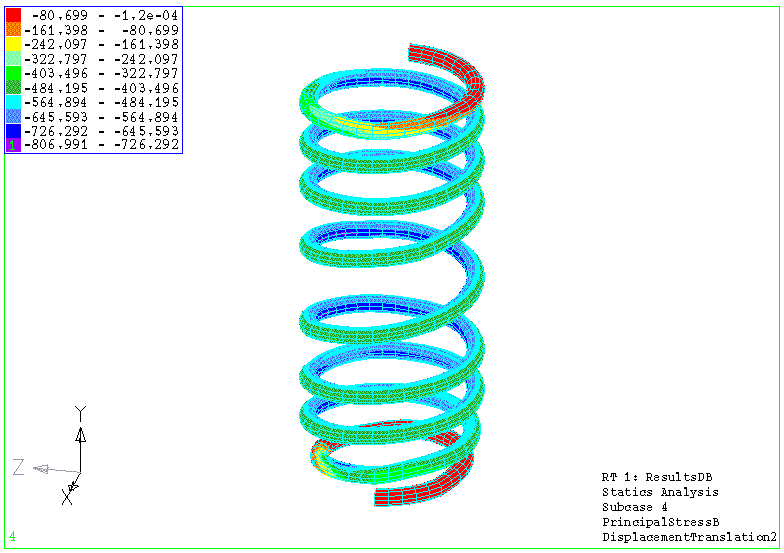 -80.699 - -1.2e-04
-161.398 - -80.699
-242.097 - -161.398
-322.797 - -242.097
-403.496 - -322.797
-484.195 - -403.496
-564.894 - -484.195
-645.593 - -564.894
-726.292 - -645.593
1 -806.991 - -726.292
Y
Z
X
RT 1: ResultsDB
Statics Analysis
Subcase 4
PrincipalStressB
DisplacementTranslation2
4